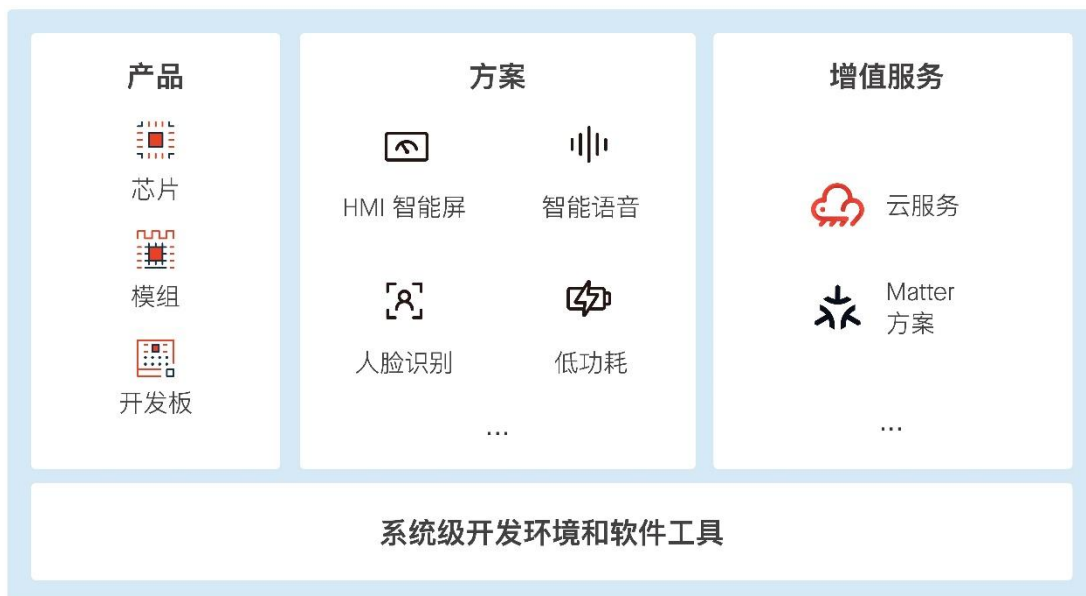 产品
芯片
模组
开发板
方案
HMI 智能屏
智能语音
人脸识别
低功耗
...
增值服务
云服务
Matter
方案
...
系统级开发环境和软件工具